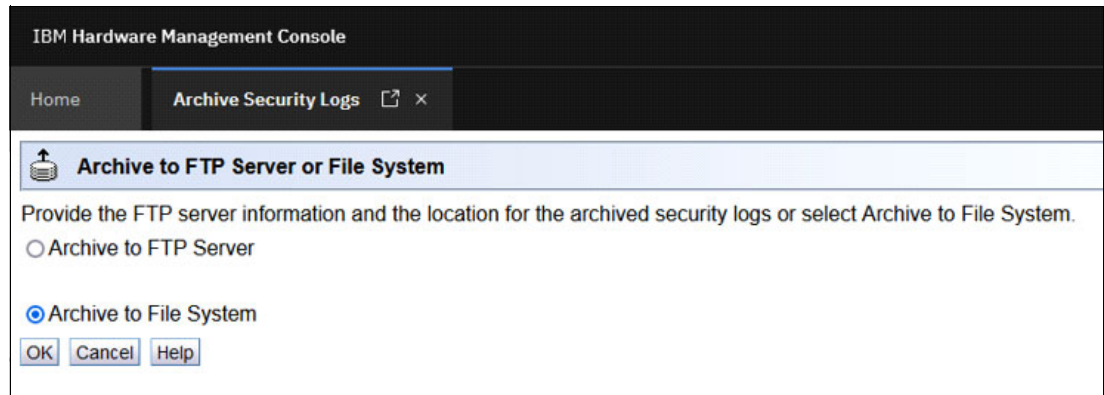 IBM Hardware Management Console
Home
Archive Security Logs
Archive to FTP Server or File System
Provide the FTP server information and the location for the archived security logs or select Archive to File System.
Archive to FTP Server
Archive to File System
OK Cancel Help